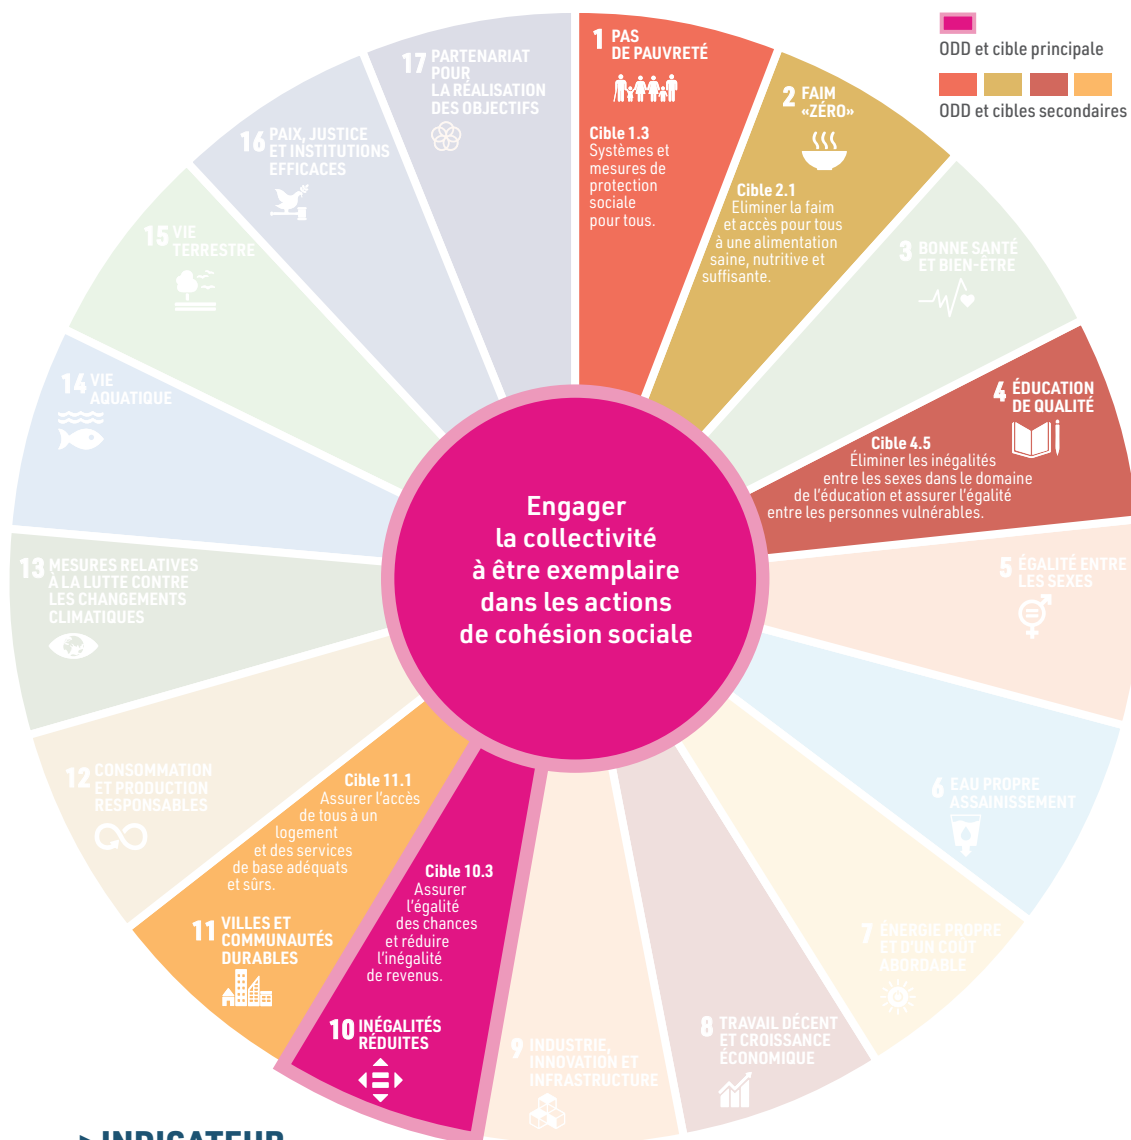 ODD et cible principale
ODD et cibles secondaires
1 PAS
DE PAUVRETÉ
Cible 1.3
Systèmes et
mesures de
protection
sociale
pour tous.
2 FAIM
«ZÉRO»
Cible 2.1
Eliminer la faim
et accès pour tous
à une alimentation
saine, nutritive et
suffisante.
3 BONNE SANTÉ
ET BIEN-ÊTRE
4 ÉDUCATION
DE QUALITÉ
Cible 4.5
Éliminer les inégalités
entre les sexes dans le domaine
de l'éducation et assurer l'égalité
entre les personnes vulnérables.
5 ÉGALITÉ ENTRE
LES SEXES
6 EAU PROPRE
ASSAINISSEMENT
7 ÉNERGIE PROPRE
ET D'UN COÛT
ABORDABLE
8 TRAVAIL DÉCENT
ET CROISSANCE
ÉCONOMIQUE
9 INDUSTRIE,
INNOVATION ET
INFRASTRUCTURE
Cible 10.3
Assurer
l'égalité
des chances
et réduire
l'inégalité
de revenus.
10 INÉGALITÉS
RÉDUITES
Cible 11.1
Assurer l'accès
de tous à un
logement
et des services
de base adéquats
et sûrs.
11 VILLES ET
COMMUNAUTÉS
DURABLES
12 CONSOMMATION
ET PRODUCTION
RESPONSABLES
13 MESURES RELATIVES
À LA LUTTE CONTRE
LES CHANGEMENTS
CLIMATIQUES
14 VIE
AQUATIQUE
15 VIE
TERRESTRE
16 PAIX, JUSTICE
ET INSTITUTIONS
EFFICACES
17 PARTENARIAT
POUR
LA RÉALISATION
DES OBJECTIFS
Engager
la collectivité
à être exemplaire
dans les actions
de cohésion sociale
INDICATEUR